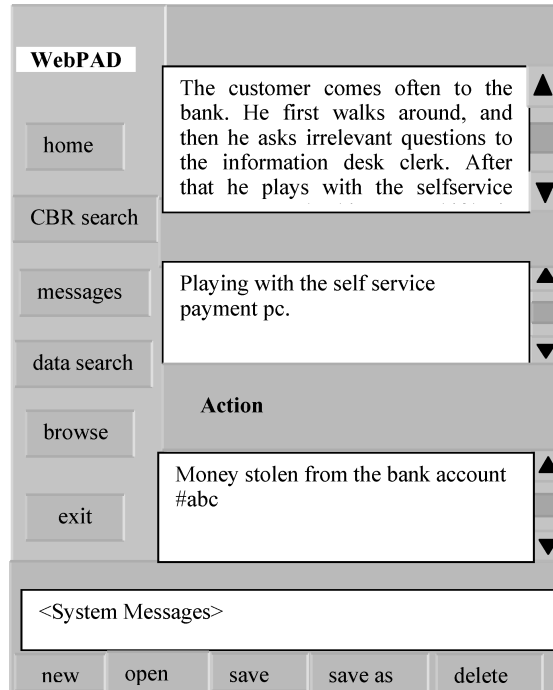 WebPAD
The customer comes often to the
bank. He first walks around, and
then he asks irrelevant questions to
the information desk clerk. After
that he plays with the selfservice
home
CBR search
messages
data search
browse
exit
Playing with the self service
payment pc.
Action
Money stolen from the bank account
#abc
<System Messages>
new open save save as delete